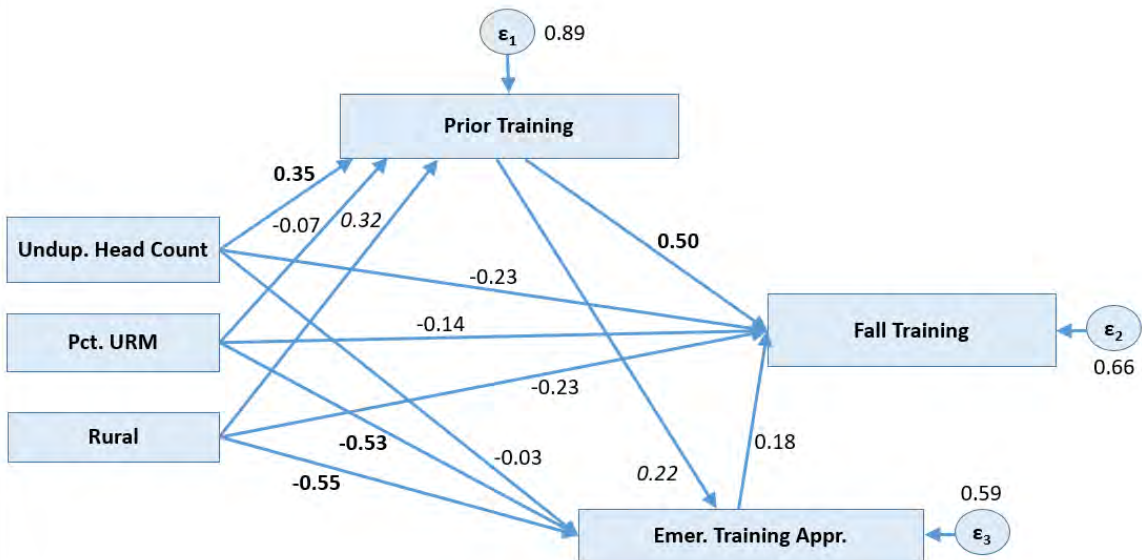 ε1 0.89
Prior Training
0.35
-0.07 0.32
Undup. Head Count
0.50
-0.23
Pct. URM
-0.14
Fall Training
ε2
0.66
-0.23
Rural
-0.53
-0.03
0.18
-0.55
0.22
0.59
Emer. Training Appr.
ε3